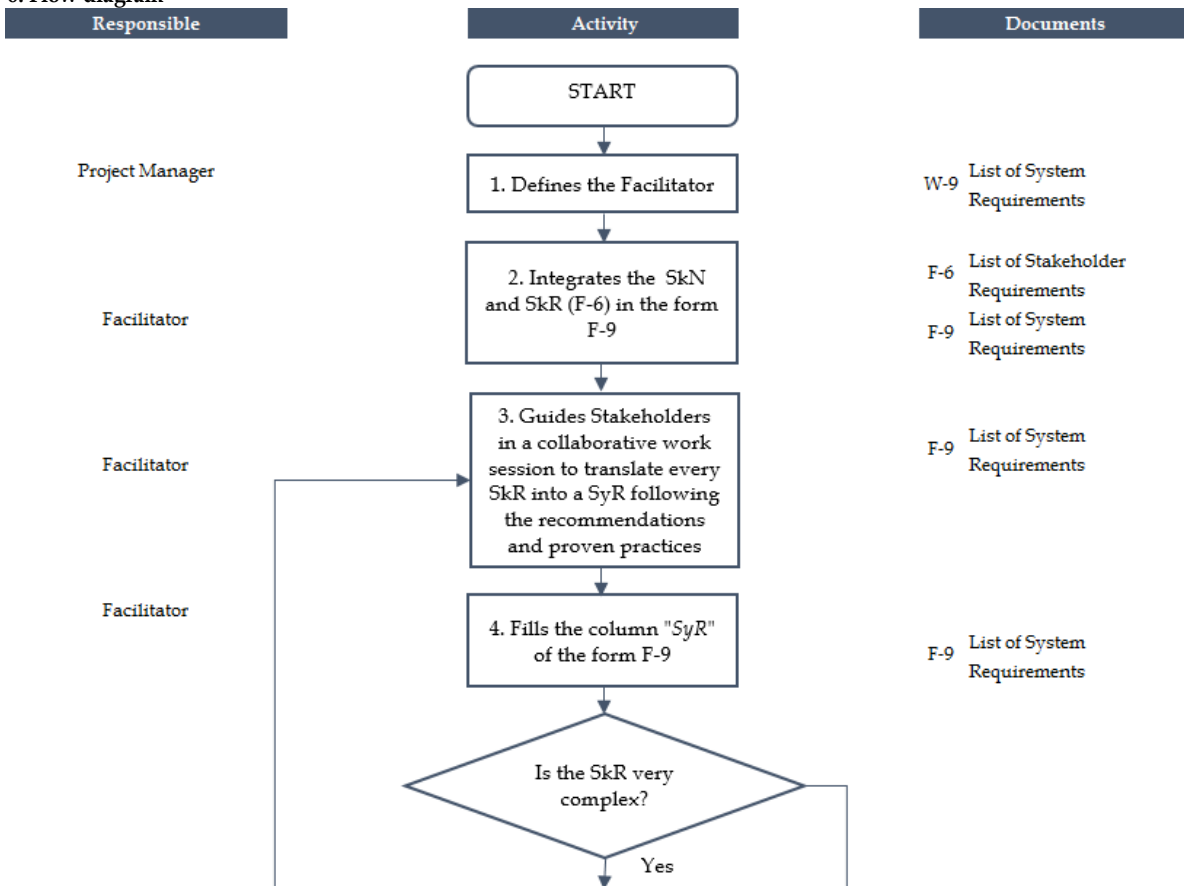 Responsible
Activity
Documents
START
Project Manager
1. Defines the Facilitator
W-9 List of System
Requirements
Facilitator
2. Integrates the SkN
and SkR (F-6) in the form
F-9
F-6 List of Stakeholder
Requirements
F-9 List of System
Requirements
Facilitator
3. Guides Stakeholders
in a collaborative work
session to translate every
SkR into a SyR following
the recommendations
and proven practices
F-9 List of System
Requirements
Facilitator
4. Fills the column "SyR"
of the form F-9
F-9 List of System
Requirements
Is the SkR very
complex?
Yes